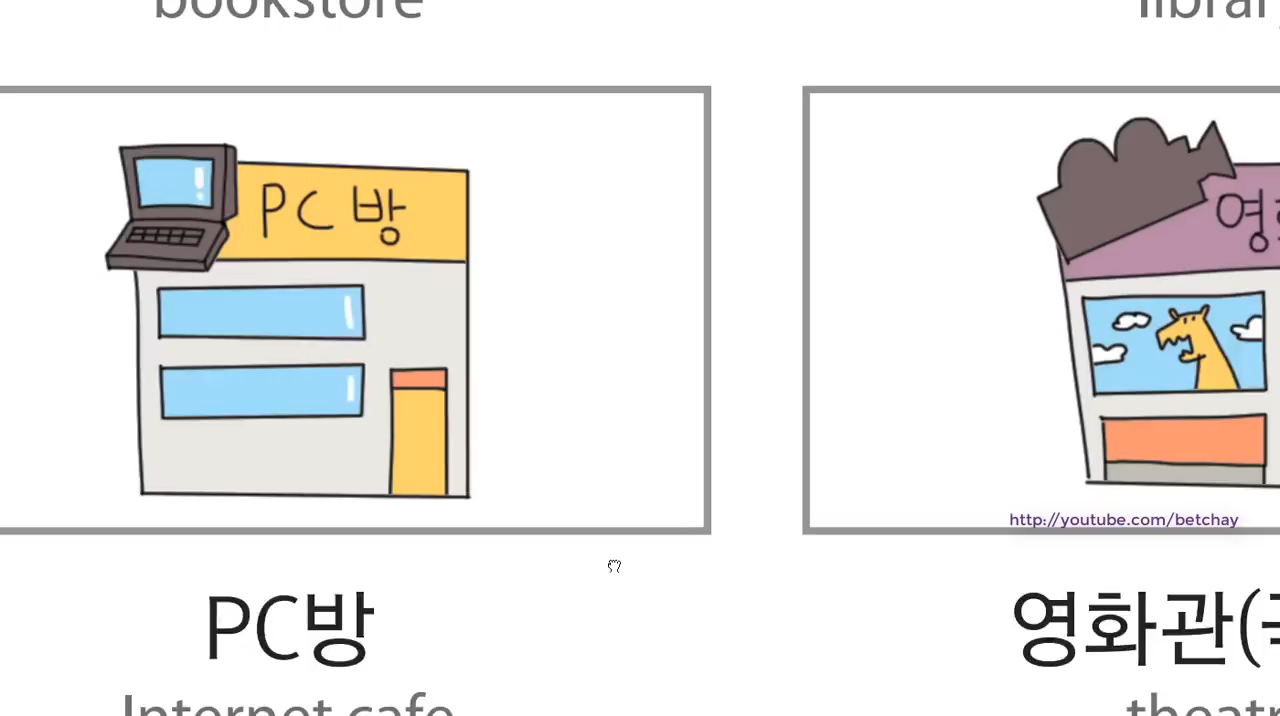 bookstore
PC방
http://youtube.com/betchay
PC방
영화관(
Internet cafe